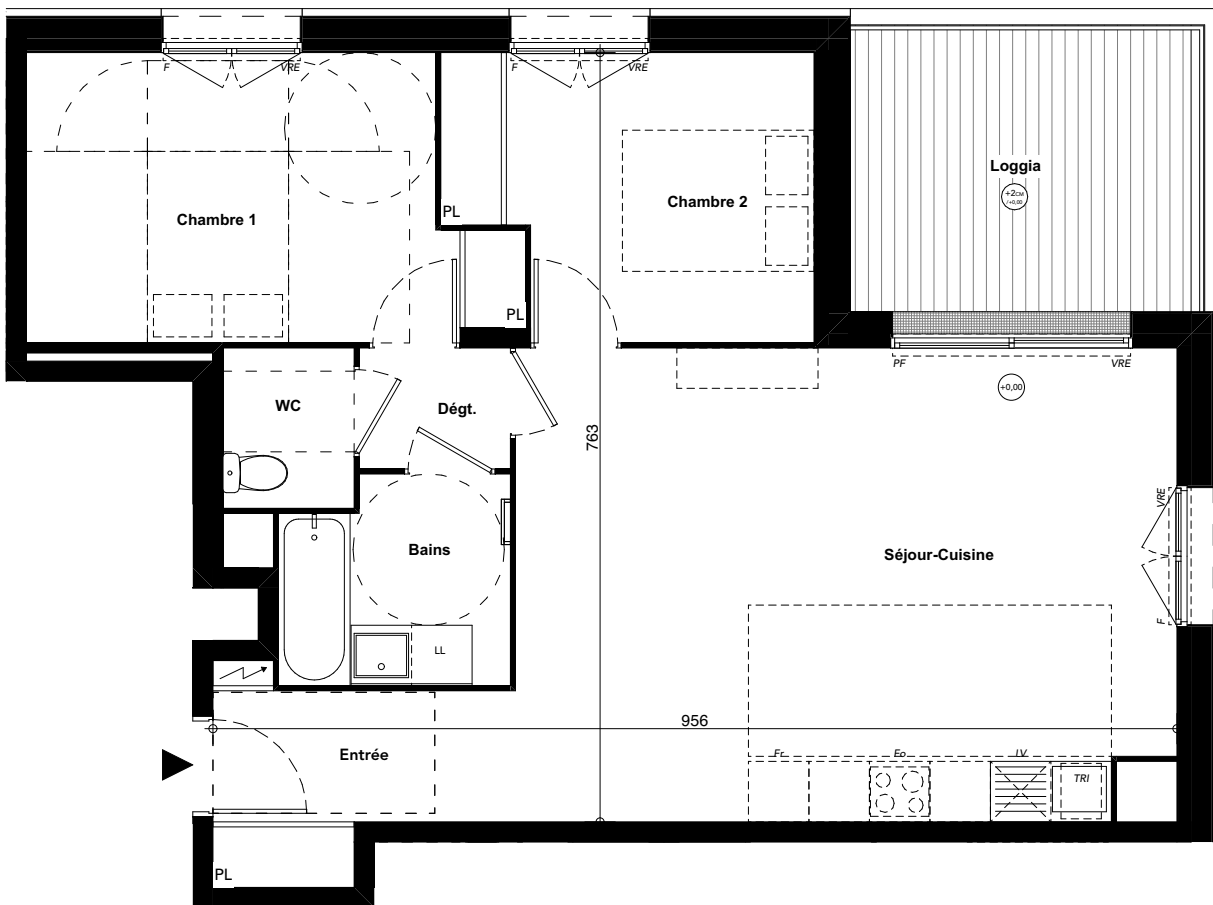 F
VRE
F
VRE
Loggia
+2CM
/+0,00
Chambre 1
Chambre 2
PL
PL
PF
VRE
+0,00
WC
Dégt.
763
VRE
Bains
Séjour-Cuisine
F
LL
956
Entrée
Fr
Fo
LV
TRI
PL